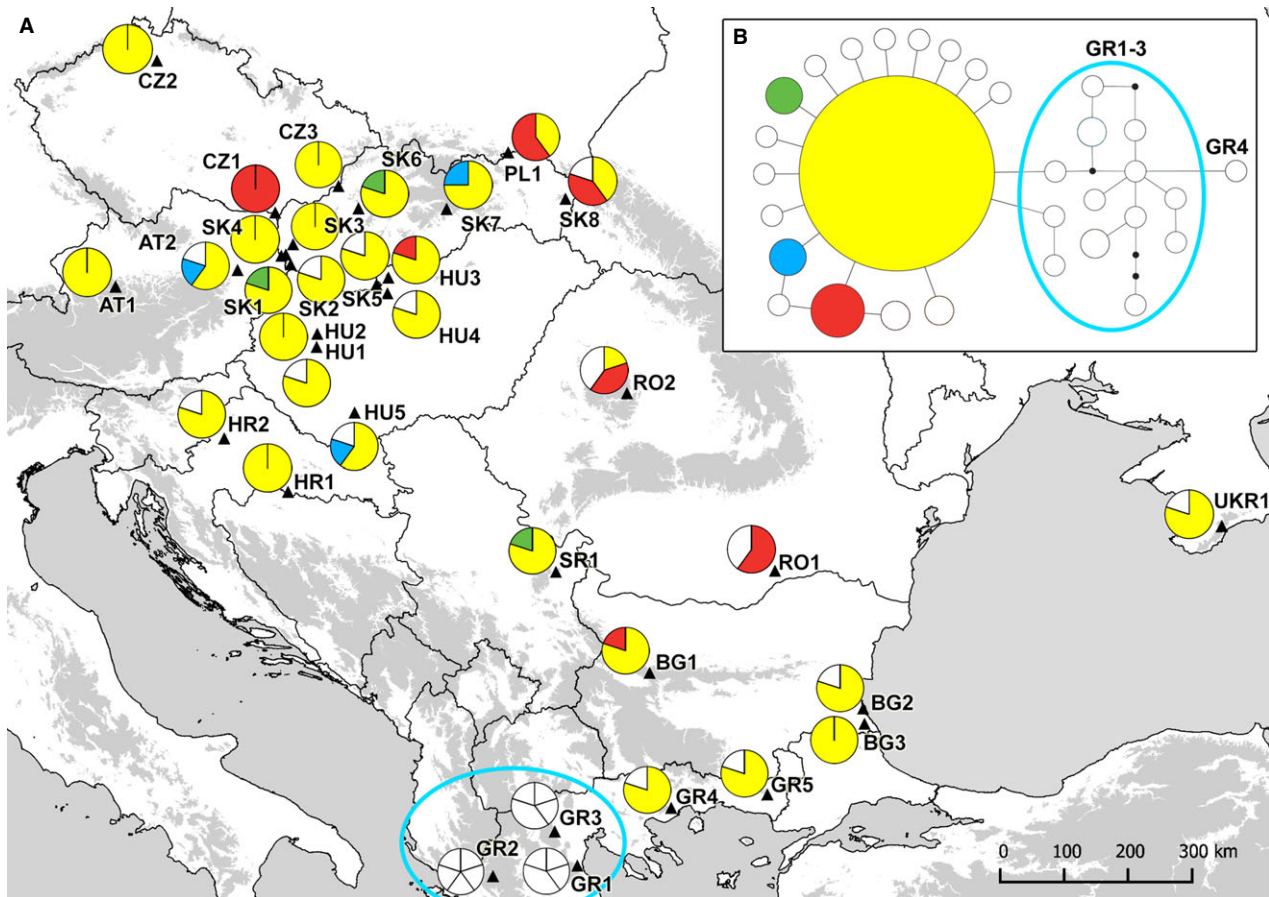 A
B
GR1-3
GR4
CZ2
CZ3
SK6
PL1
CZ1
SK7
SK8
SK4
SK3
AT2
AT1
SK1
SK2
SK5
HU3
HU4
HU2
HU1
RO2
HR2
HU5
HR1
UKR1
SR1
RO1
BG1
BG2
BG3
GR4
GR5
GR3
GR2
GR1
0 100 200 300 km